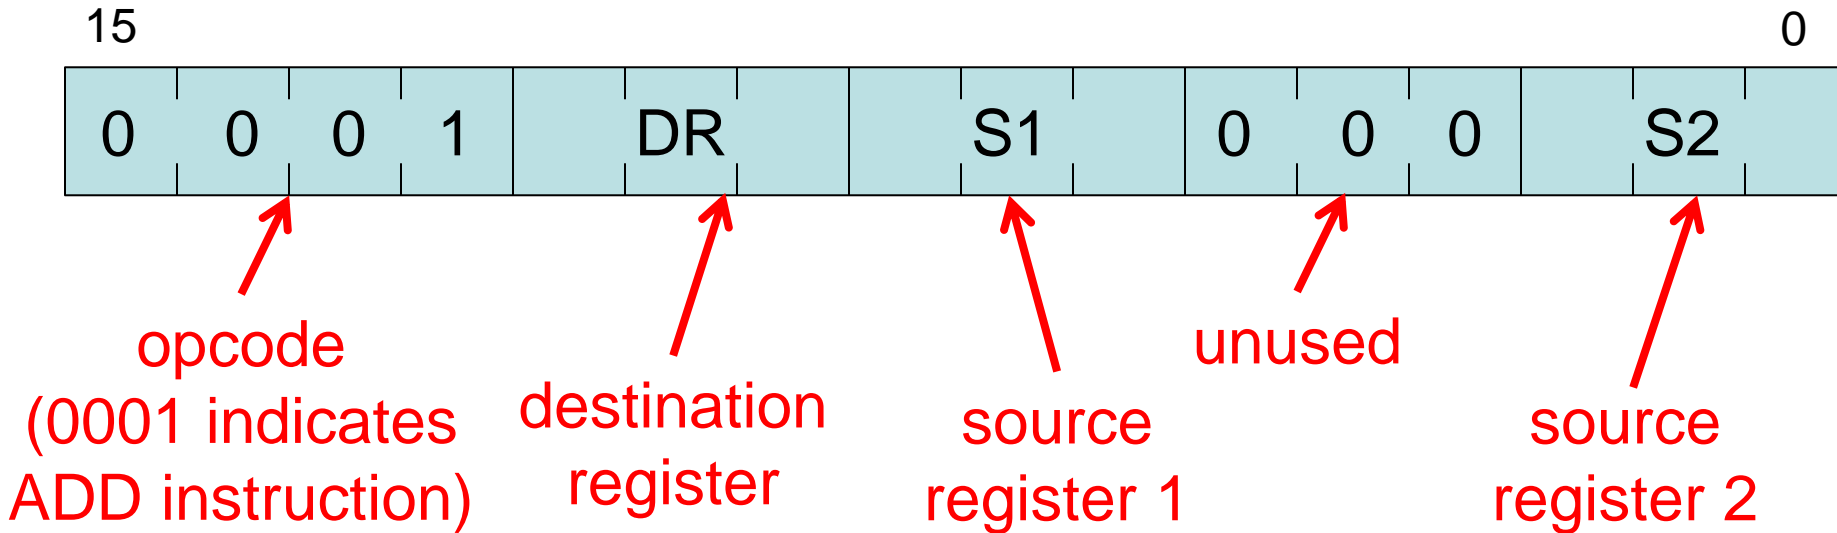 15 0
0 0 0 1 DR S1 0 0 0 S2
opcode
(0001 indicates
ADD instruction)
destination
register
source
register 1
unused
source
register 2